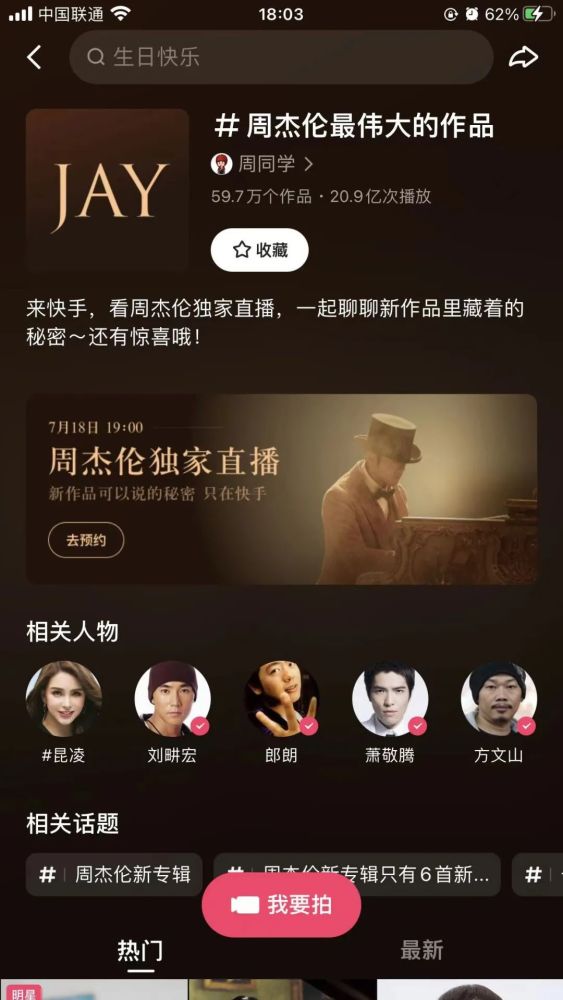 中国联通
18:03
62%
生日快乐
JAY
#周杰伦最伟大的作品
周同学
59.7万个作品·20.9亿次播放
收藏
来快手，看周杰伦独家直播，一起聊聊新作品里藏着的
秘密～还有惊喜哦！
7月18日 19:00
周杰伦独家直播
新作品可以说的秘密 只在快手
去预约
相关人物
#昆凌
刘畊宏
郎朗
萧敬腾
方文山
相关话题
# 周杰伦新专辑
# 周杰伦新专辑只有6首新...
#
我要拍
热门
最新
明星